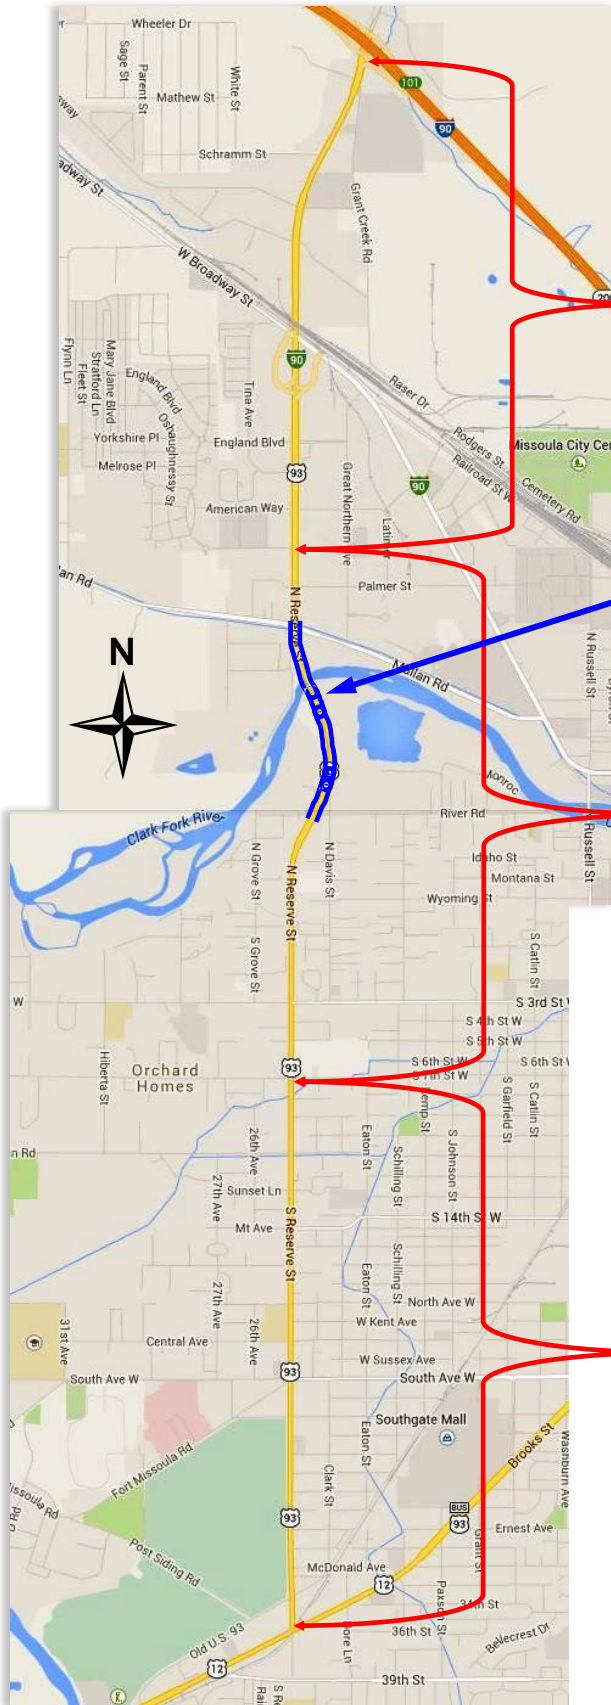 Wheeler Dr
Sage St
Parent St
White St
Mathew St
101
90
Schramm St
adway St
Grant Creek Rd
W Broadway St
200
90
Flynn Ln
Fleet St
Stratford Ln
Mary Jane Blvd
England Blvd
Oshaughnessy St
Tina Ave
Raser Dr
Yorkshire Pl
England Blvd
Rodgers St
Missoula City Cem
Melrose Pl
93
Railroad St W
Cemetery Rd
Great Northern Ave
90
American Way
Latimer
Palmer St
lan Rd
N Reserve St
N
Mullan Rd
N Russell St
Clark Fork River
River Rd
Russell St
N Grove St
N Davis St
Idaho St
N Reserve St
Montana St
Wyoming St
S Grove St
S Catlin St
W
S 3rd St W
S 4th St W
S 5th St W
93
S 6th St W
S 6th St W
S 7th St W
Orchard
Homes
Hiberta St
Kemp St
S Garfield St
S Catlin St
26th Ave
Eaton St
S Johnson St
n Rd
27th Ave
Schilling St
Sunset Ln
S Reserve St
Mt Ave
S 14th St W
Schilling St
Eaton St
27th Ave
North Ave W
31st Ave
26th Ave
W Kent Ave
Central Ave
W Sussex Ave
93
South Ave W
South Ave W
Southgate Mall
Eaton St
Brooks St
Fort Missoula Rd
Clark St
Washburn Ave
issoula Rd
BUS
93
93
Ernest Ave
Grant St
Post Siding Rd
McDonald Ave
12
Paxson St
34th St
Old U.S. 93
36th St
Bellecrest Dr
12
39th St